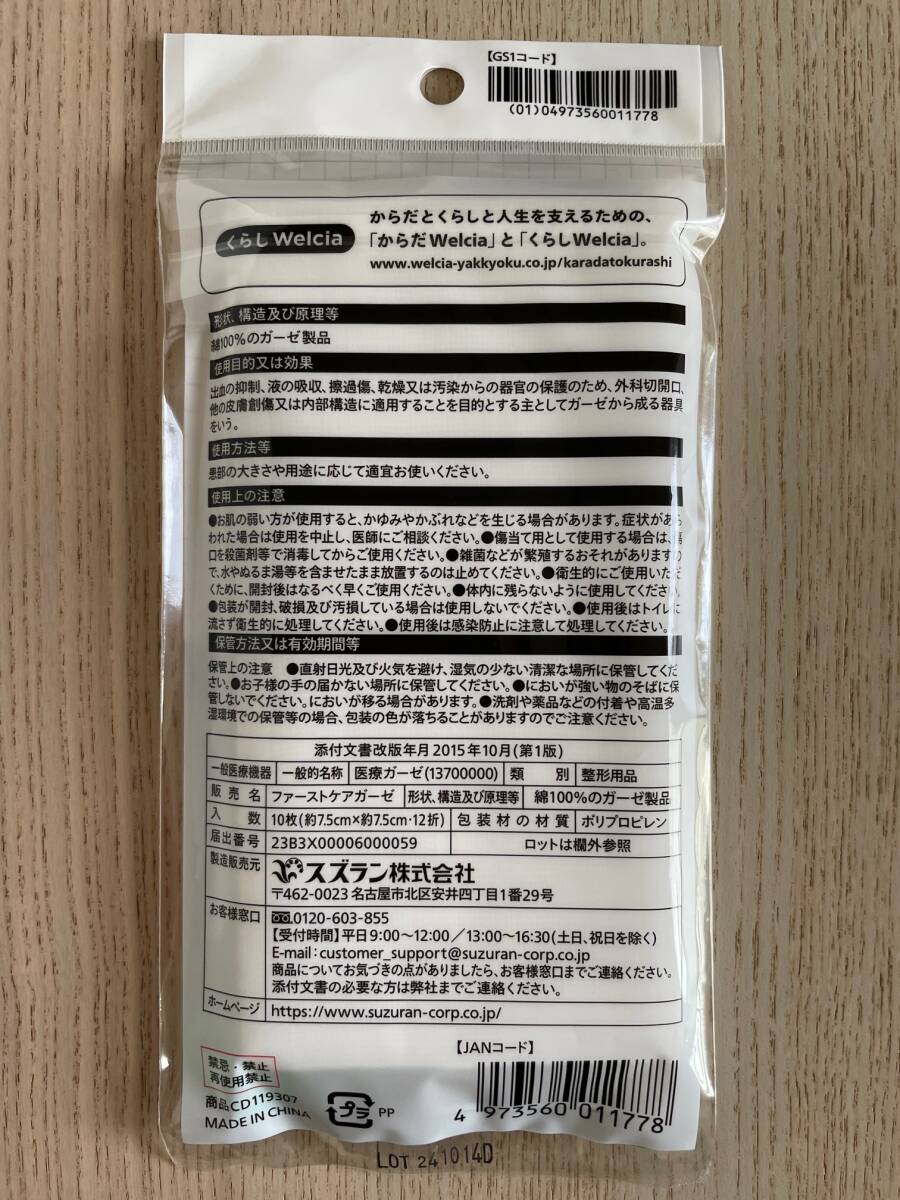 【GS1コード】
(01)04973560011778
くらしWelcia
からだとくらしと人生を支えるための、
「からだWelcia」と「くらしWelcia」。
www.welcia-yakkyoku.co.jp/karadatokurashi
形状、構造及び原理等
綿100%のガーゼ製品
使用目的又は効果
出血の抑制、液の吸収、擦過傷、乾燥又は汚染からの器官の保護のため、外科切開口、
他の皮膚創傷又は内部構造に適用することを目的とする主としてガーゼから成る器具
をいう。
使用方法等
患部の大きさや用途に応じて適宜お使いください。
使用上の注意
●お肌の弱い方が使用すると、かゆみやかぶれなどを生じる場合があります。症状があら
われた場合は使用を中止し、医師にご相談ください。●傷当て用として使用する場合は、傷
口を殺菌剤等で消毒してからご使用ください。●雑菌などが繁殖するおそれがありますの
で、水やぬるま湯等を含ませたまま放置するのは止めてください。●衛生的にご使用いただ
くために、開封後はなるべく早くご使用ください。●体内に残らないように使用してください。
●包装が開封、破損及び汚損している場合は使用しないでください。●使用後はトイレに
流さず衛生的に処理してください。●使用後は感染防止に注意して処理してください。
保管方法又は有効期間等
保管上の注意 ●直射日光及び火気を避け、湿気の少ない清潔な場所に保管してくだ
さい。●お子様の手の届かない場所に保管してください。●においが強い物のそばに保
管しないでください。においが移る場合があります。●洗剤や薬品などの付着や高温多
湿環境での保管等の場合、包装の色が落ちることがありますのでご注意ください。
添付文書改版年月 2015年10月(第1版)
一般医療機器 一般的名称 医療ガーゼ(13700000) 類別 整形用品
販売名 ファーストケアガーゼ 形状、構造及び原理等 綿100%のガーゼ製品
入数 10枚(約7.5cm×約7.5cm・12折) 包装材の材質 ポリプロピレン
届出番号 23B3X00006000059 ロットは欄外参照
製造販売元 スズラン株式会社
〒462-0023 名古屋市北区安井四丁目1番29号
お客様窓口 0120-603-855
【受付時間】平日9:00～12:00／13:00～16:30(土日、祝日を除く)
E-mail:customer_support@suzuran-corp.co.jp
商品についてお気づきの点がありましたら、お客様窓口までご連絡ください。
添付文書の必要な方は弊社までご連絡ください。
ホームページ https://www.suzuran-corp.co.jp/
【JANコード】
禁忌・禁止
再使用禁止
商品CD119307
MADE IN CHINA
プラ PP
4 973560 011778
LOT 241014D